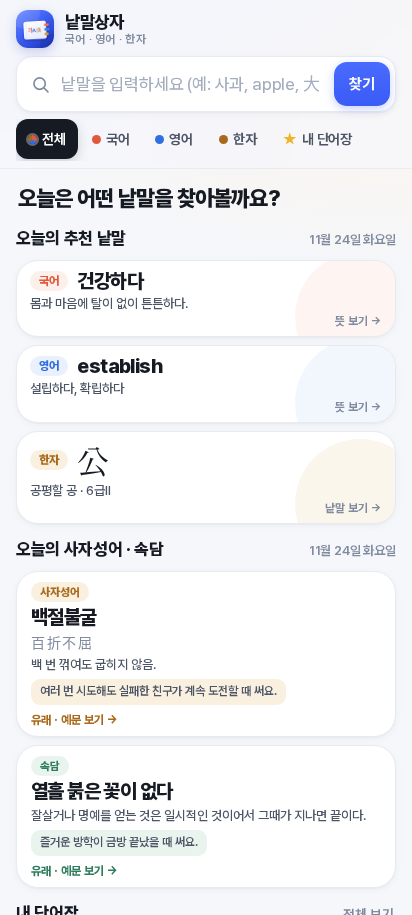 낱말상자
국어 · 영어 · 한자
낱말을 입력하세요 (예: 사과, apple, 大
찾기
전체
국어
영어
한자
내 단어장
오늘은 어떤 낱말을 찾아볼까요?
오늘의 추천 낱말
11월 24일 화요일
국어 건강하다
몸과 마음에 탈이 없이 튼튼하다.
뜻 보기 →
영어 establish
설립하다, 확립하다
뜻 보기 →
한자 公
공평할 공 · 6급II
낱말 보기 →
오늘의 사자성어 · 속담
11월 24일 화요일
사자성어
백절불굴
百折不屈
백 번 꺾여도 굽히지 않음.
여러 번 시도해도 실패한 친구가 계속 도전할 때 써요.
유래 · 예문 보기 →
속담
열흘 붉은 꽃이 없다
잘살거나 명예를 얻는 것은 일시적인 것이어서 그때가 지나면 끝이다.
즐거운 방학이 금방 끝났을 때 써요.
유래 · 예문 보기 →
내 단어장
전체 보기